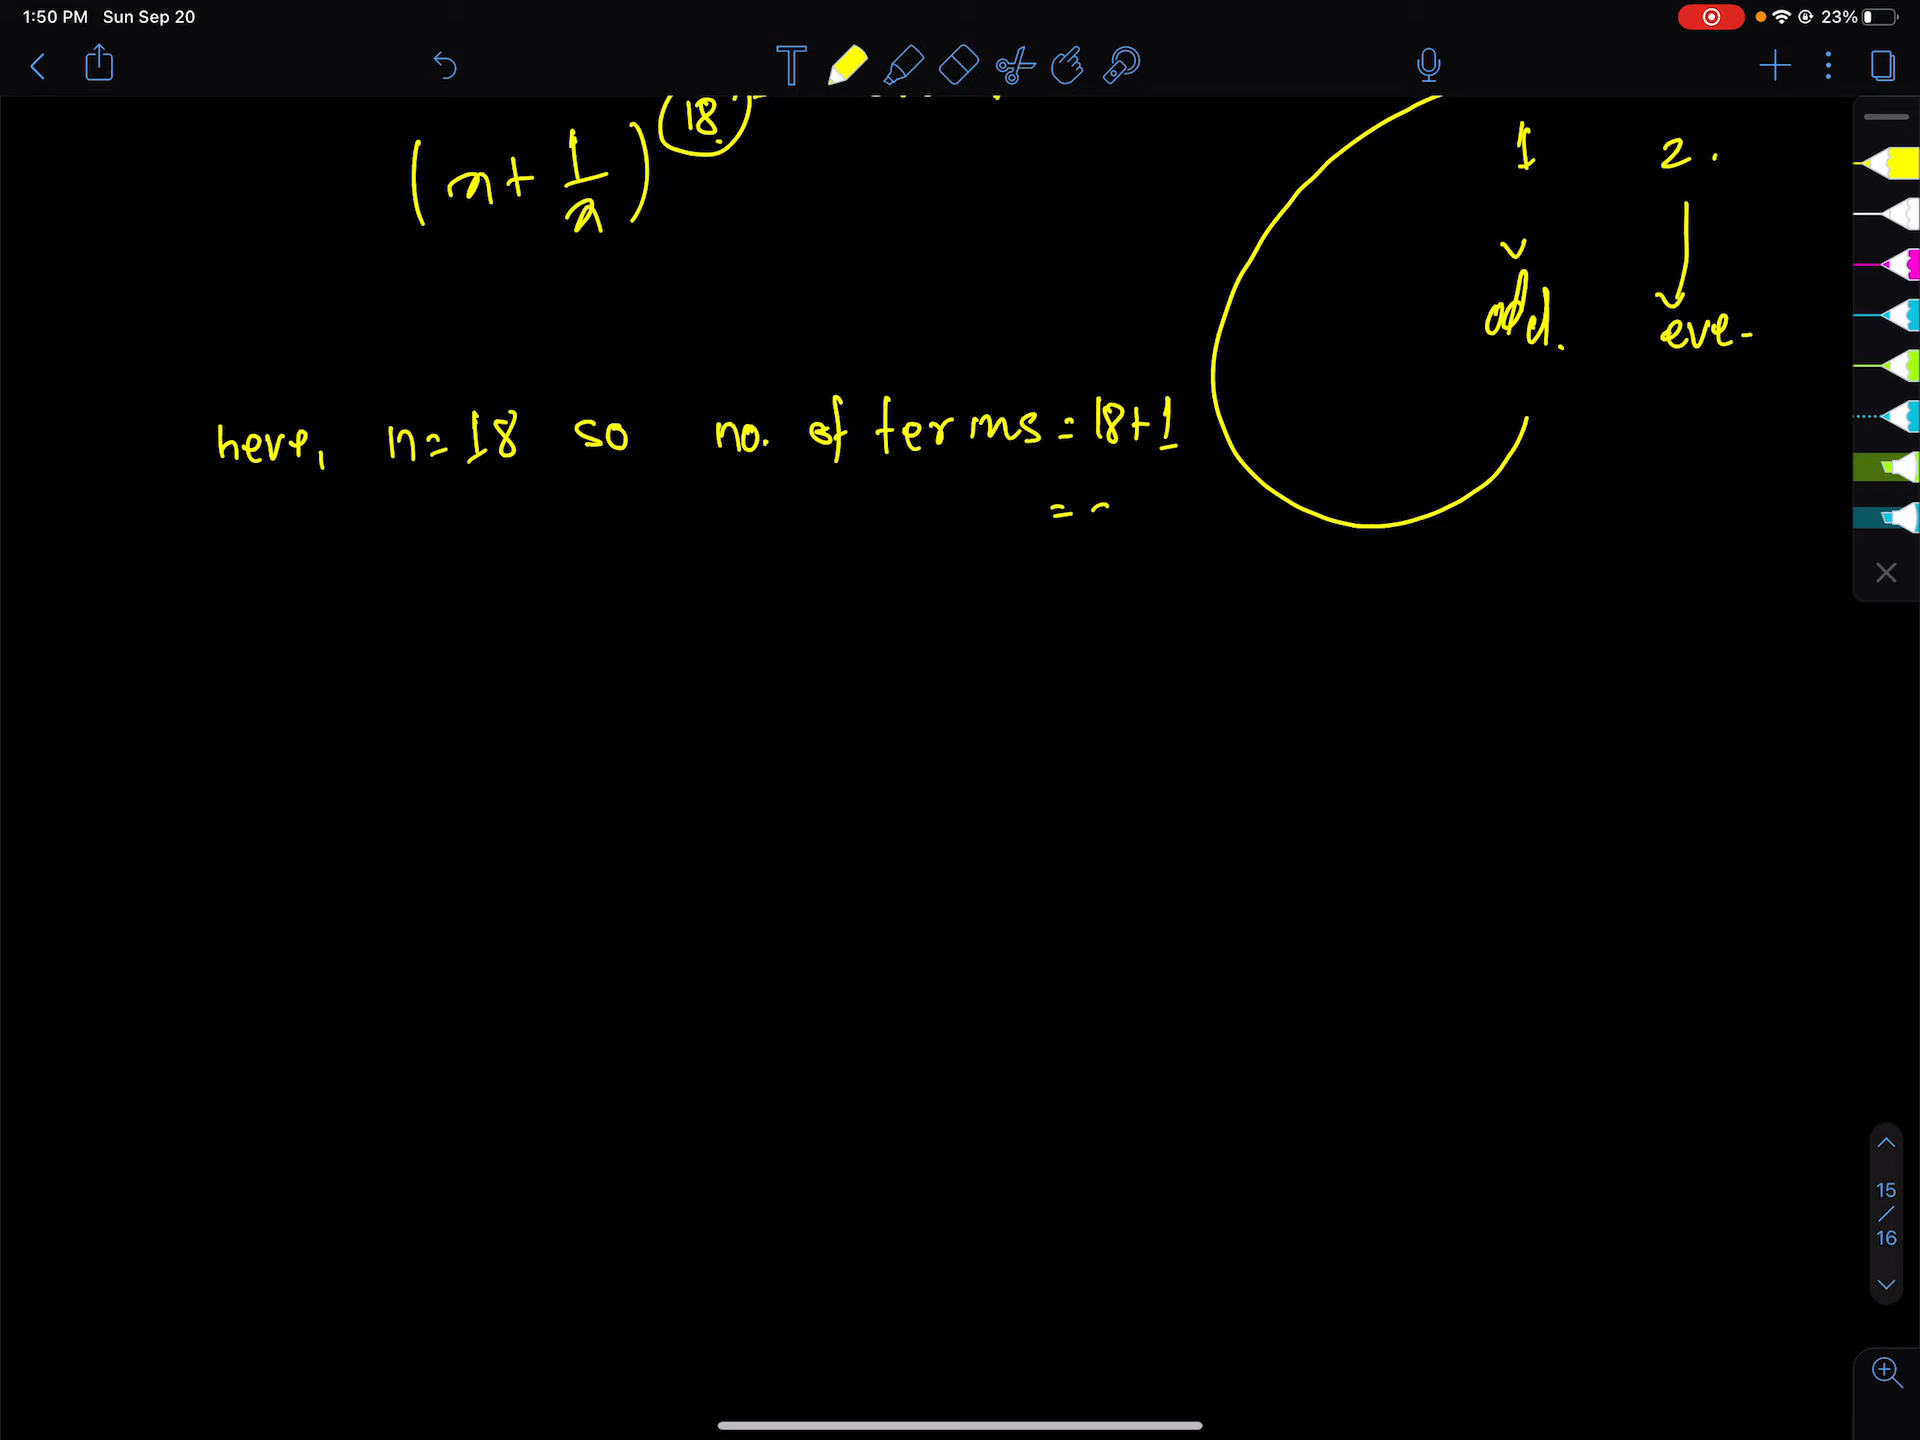 1:50 PM Sun Sep 20
23%
18.
(x + 1/x)
1 2.
odd. eve-
here, n = 18 so no. of terms = 18+1
=
15
/
16